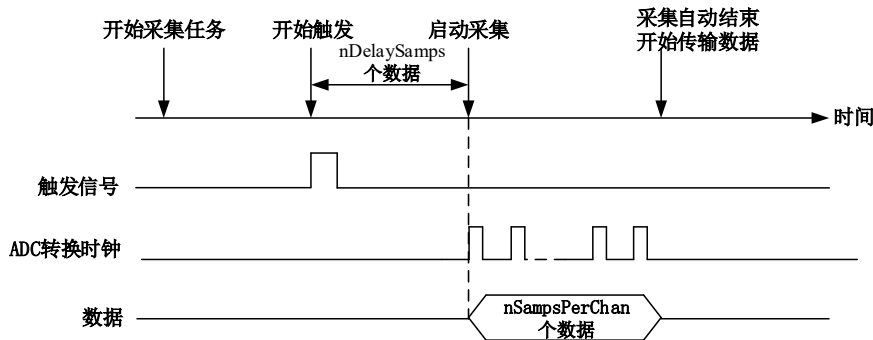 开始采集任务
开始触发
启动采集
采集自动结束
开始传输数据
nDelaySamps
个数据
时间
触发信号
ADC转换时钟
数据
nSampsPerChan
个数据